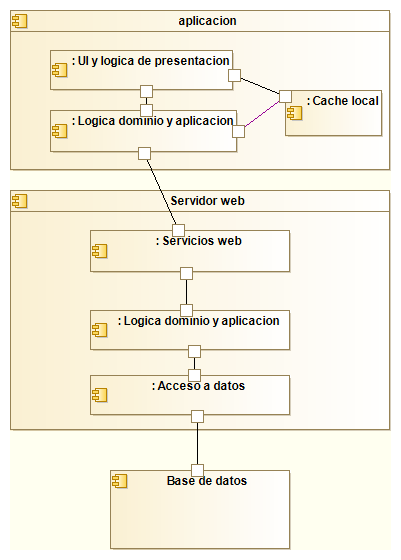 aplicacion
: UI y logica de presentacion
: Logica dominio y aplicacion
: Cache local
Servidor web
: Servicios web
: Logica dominio y aplicacion
: Acceso a datos
Base de datos